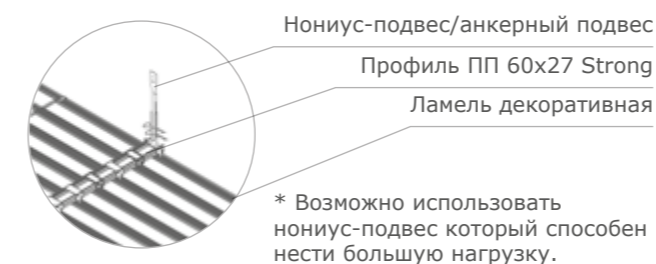 Нониус-подвес/анкерный подвес
Профиль ПП 60х27 Strong
Ламель декоративная
* Возможно использовать
нониус-подвес который способен
нести большую нагрузку.